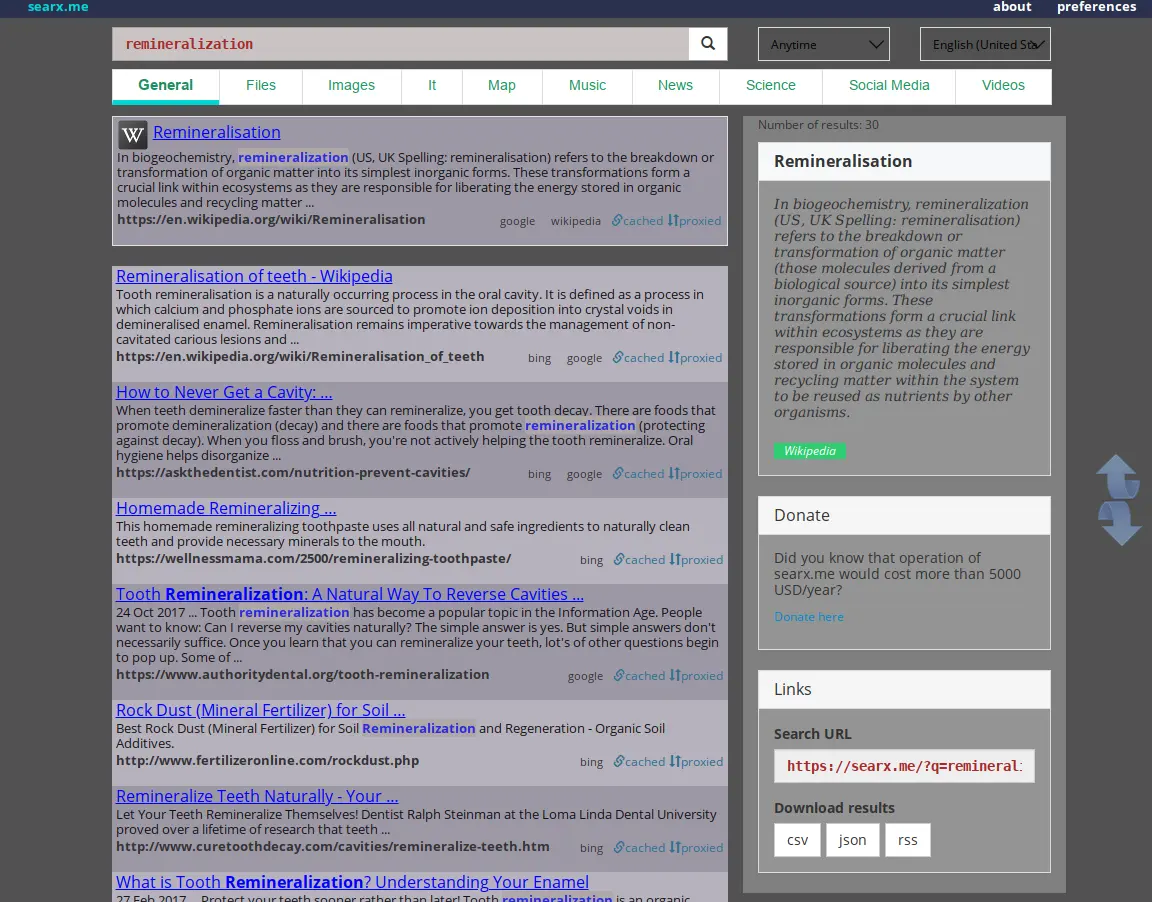 searx.me
about preferences
remineralization
Anytime
English (United Sta
General Files Images It Map Music News Science Social Media Videos
W Remineralisation
In biogeochemistry, remineralization (US, UK Spelling: remineralisation) refers to the breakdown or
transformation of organic matter into its simplest inorganic forms. These transformations form a
crucial link within ecosystems as they are responsible for liberating the energy stored in organic
molecules and recycling matter ...
https://en.wikipedia.org/wiki/Remineralisation google wikipedia cached proxied
Remineralisation of teeth - Wikipedia
Tooth remineralisation is a naturally occurring process in the oral cavity. It is defined as a process in
which calcium and phosphate ions are sourced to promote ion deposition into crystal voids in
demineralised enamel. Remineralisation remains imperative towards the management of non-
cavitated carious lesions and ...
https://en.wikipedia.org/wiki/Remineralisation_of_teeth bing google cached proxied
How to Never Get a Cavity: ...
When teeth demineralize faster than they can remineralize, you get tooth decay. There are foods that
promote demineralization (decay) and there are foods that promote remineralization (protecting
against decay). When you floss and brush, you're not actively helping the tooth remineralize. Oral
hygiene helps disorganize ...
https://askthedentist.com/nutrition-prevent-cavities/ bing google cached proxied
Homemade Remineralizing ...
This homemade remineralizing toothpaste uses all natural and safe ingredients to naturally clean
teeth and provide necessary minerals to the mouth.
https://wellnessmama.com/2500/remineralizing-toothpaste/ bing cached proxied
Tooth Remineralization: A Natural Way To Reverse Cavities ...
24 Oct 2017 ... Tooth remineralization has become a popular topic in the Information Age. People
want to know: Can I reverse my cavities naturally? The simple answer is yes. But simple answers don't
necessarily suffice. Once you learn that you can remineralize your teeth, lot's of other questions begin
to pop up. Some of ...
https://www.authoritydental.org/tooth-remineralization google cached proxied
Rock Dust (Mineral Fertilizer) for Soil ...
Best Rock Dust (Mineral Fertilizer) for Soil Remineralization and Regeneration - Organic Soil
Additives.
http://www.fertilizeronline.com/rockdust.php bing cached proxied
Remineralize Teeth Naturally - Your ...
Let Your Teeth Remineralize Themselves! Dentist Ralph Steinman at the Loma Linda Dental University
proved over a lifetime of research that teeth ...
http://www.curetoothdecay.com/cavities/remineralize-teeth.htm bing cached proxied
What is Tooth Remineralization? Understanding Your Enamel
27 Feb 2017 ... Protect your teeth sooner rather than later! Tooth remineralization is an organic
Number of results: 30
Remineralisation
In biogeochemistry, remineralization
(US, UK Spelling: remineralisation)
refers to the breakdown or
transformation of organic matter
(those molecules derived from a
biological source) into its simplest
inorganic forms. These
transformations form a crucial link
within ecosystems as they are
responsible for liberating the energy
stored in organic molecules and
recycling matter within the system
to be reused as nutrients by other
organisms.
Wikipedia
Donate
Did you know that operation of
searx.me would cost more than 5000
USD/year?
Donate here
Links
Search URL
https://searx.me/?q=remineral:
Download results
csv json rss